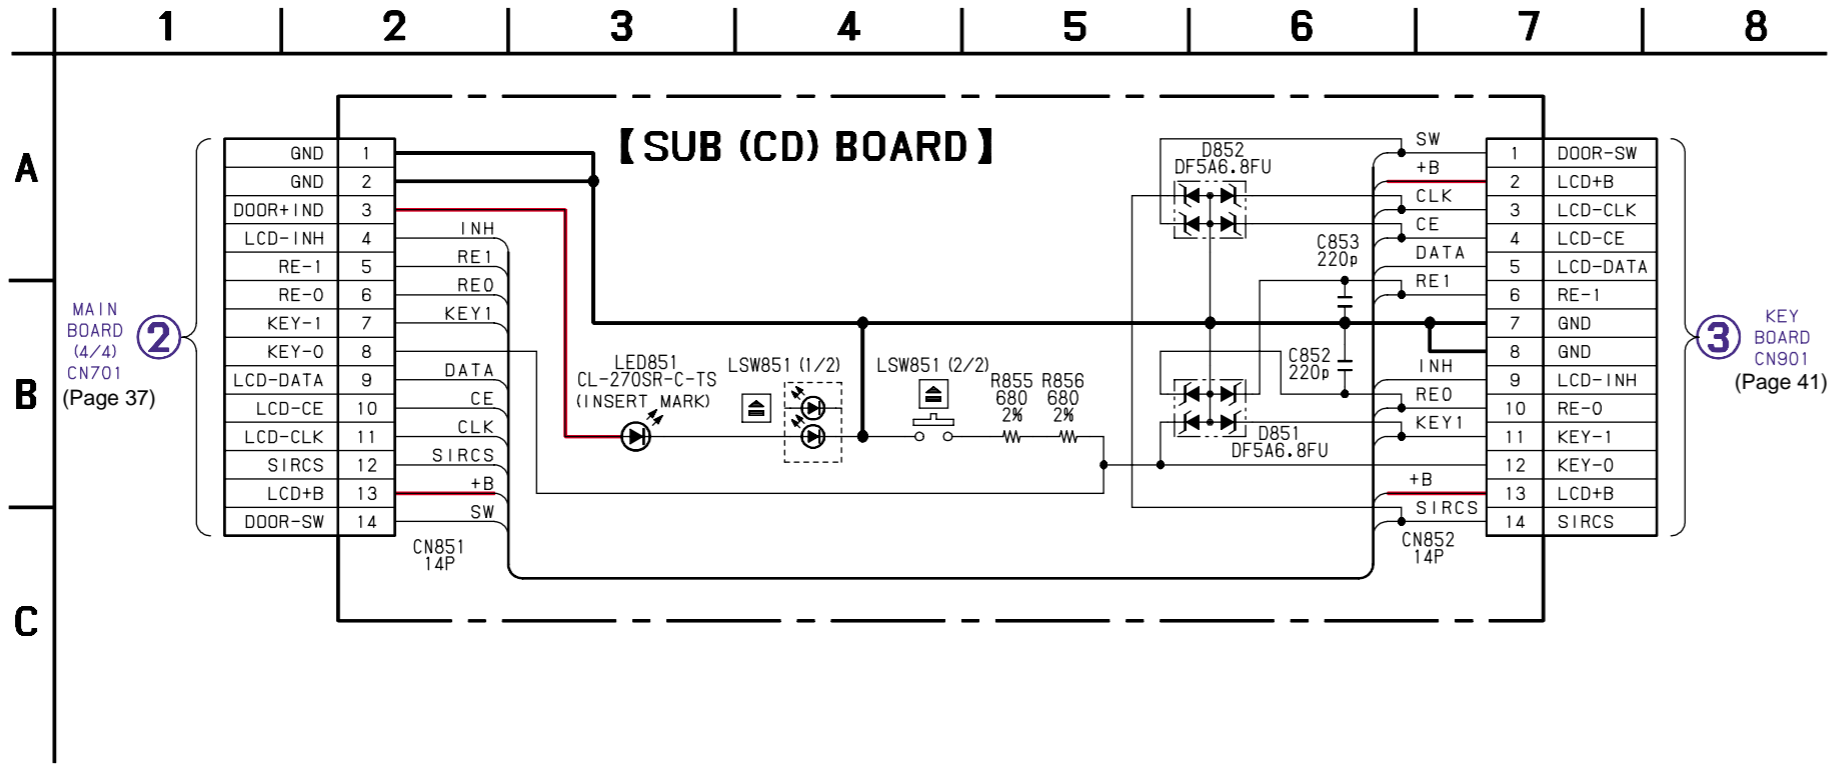 1 2 3 4 5 6 7 8
A
B
C
【SUB (CD) BOARD】
MAIN
BOARD
(4/4)
CN701
(Page 37)
2
GND 1
GND 2
DOOR+IND 3
LCD-INH 4
RE-1 5
RE-0 6
KEY-1 7
KEY-0 8
LCD-DATA 9
LCD-CE 10
LCD-CLK 11
SIRCS 12
LCD+B 13
DOOR-SW 14
INH
RE1
RE0
KEY1
DATA
CE
CLK
SIRCS
+B
SW
CN851
14P
LED851
CL-270SR-C-TS
(INSERT MARK)
LSW851 (1/2)
LSW851 (2/2)
R855 R856
680 680
2% 2%
D852
DF5A6.8FU
C853
220p
C852
220p
D851
DF5A6.8FU
SW
+B
CLK
CE
DATA
RE1
INH
RE0
KEY1
+B
SIRCS
CN852
14P
1 DOOR-SW
2 LCD+B
3 LCD-CLK
4 LCD-CE
5 LCD-DATA
6 RE-1
7 GND
8 GND
9 LCD-INH
10 RE-0
11 KEY-1
12 KEY-0
13 LCD+B
14 SIRCS
3
KEY
BOARD
CN901
(Page 41)